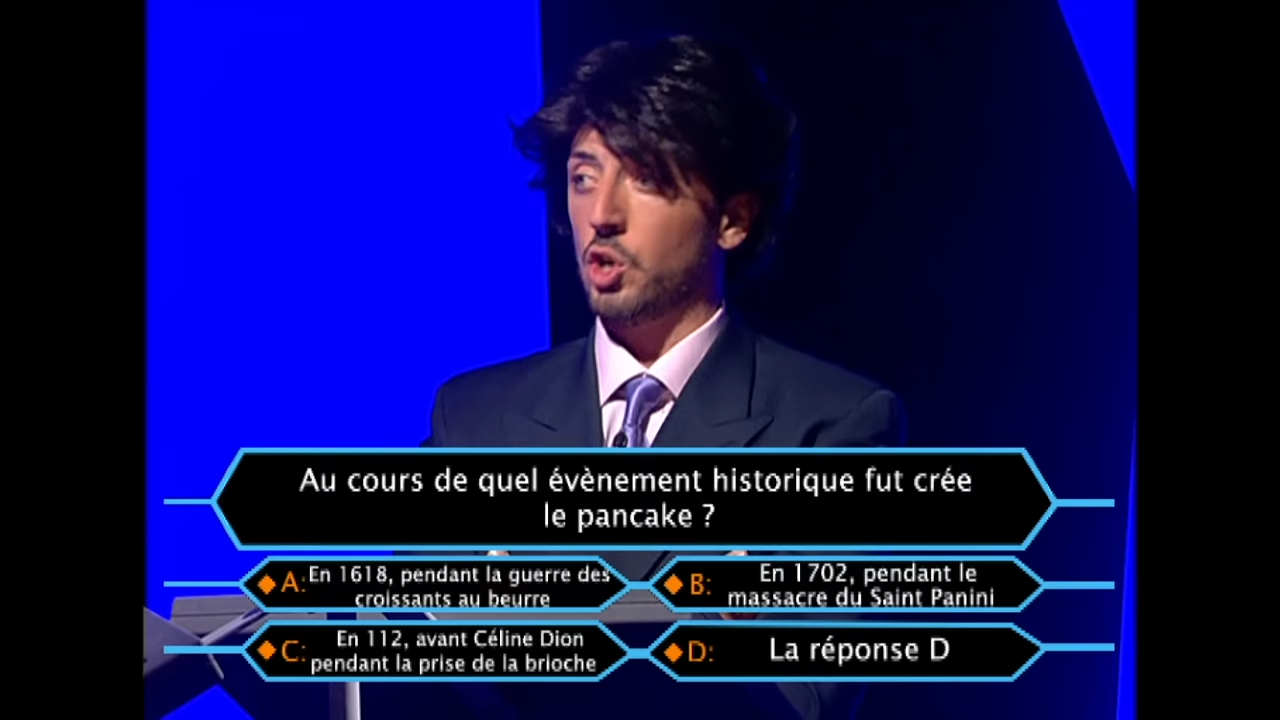 Au cours de quel évènement historique fut crée
le pancake ?
A: En 1618, pendant la guerre des
croissants au beurre
B: En 1702, pendant le
massacre du Saint Panini
C: En 112, avant Céline Dion
pendant la prise de la brioche
D: La réponse D